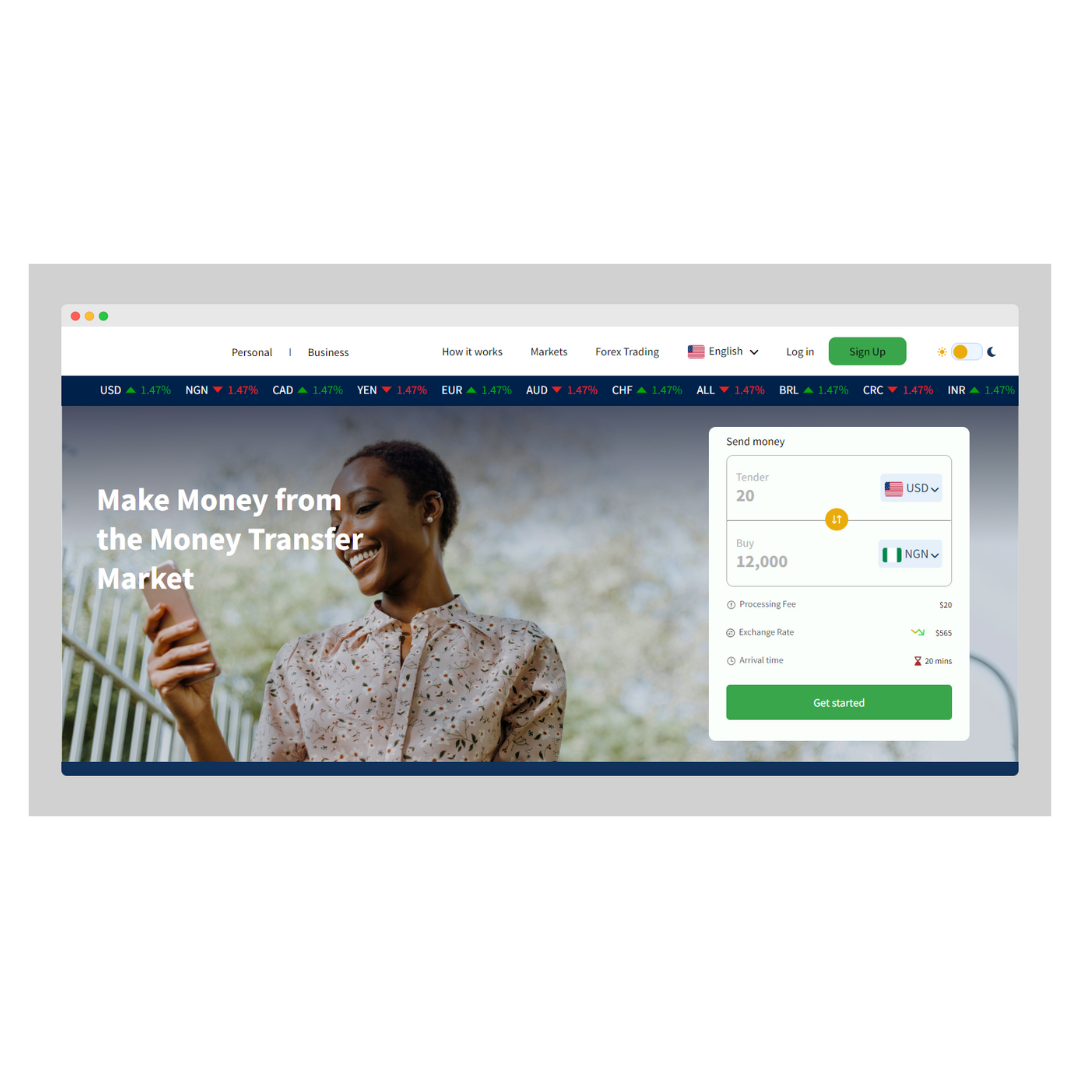 Personal | Business How it works Markets Forex Trading English Log in Sign Up
USD 1.47% NGN 1.47% CAD 1.47% YEN 1.47% EUR 1.47% AUD 1.47% CHF 1.47% ALL 1.47% BRL 1.47% CRC 1.47% INR 1.47%
Make Money from
the Money Transfer
Market
Send money
Tender
20
USD
Buy
12,000
NGN
Processing Fee $20
Exchange Rate $565
Arrival time 20 mins
Get started